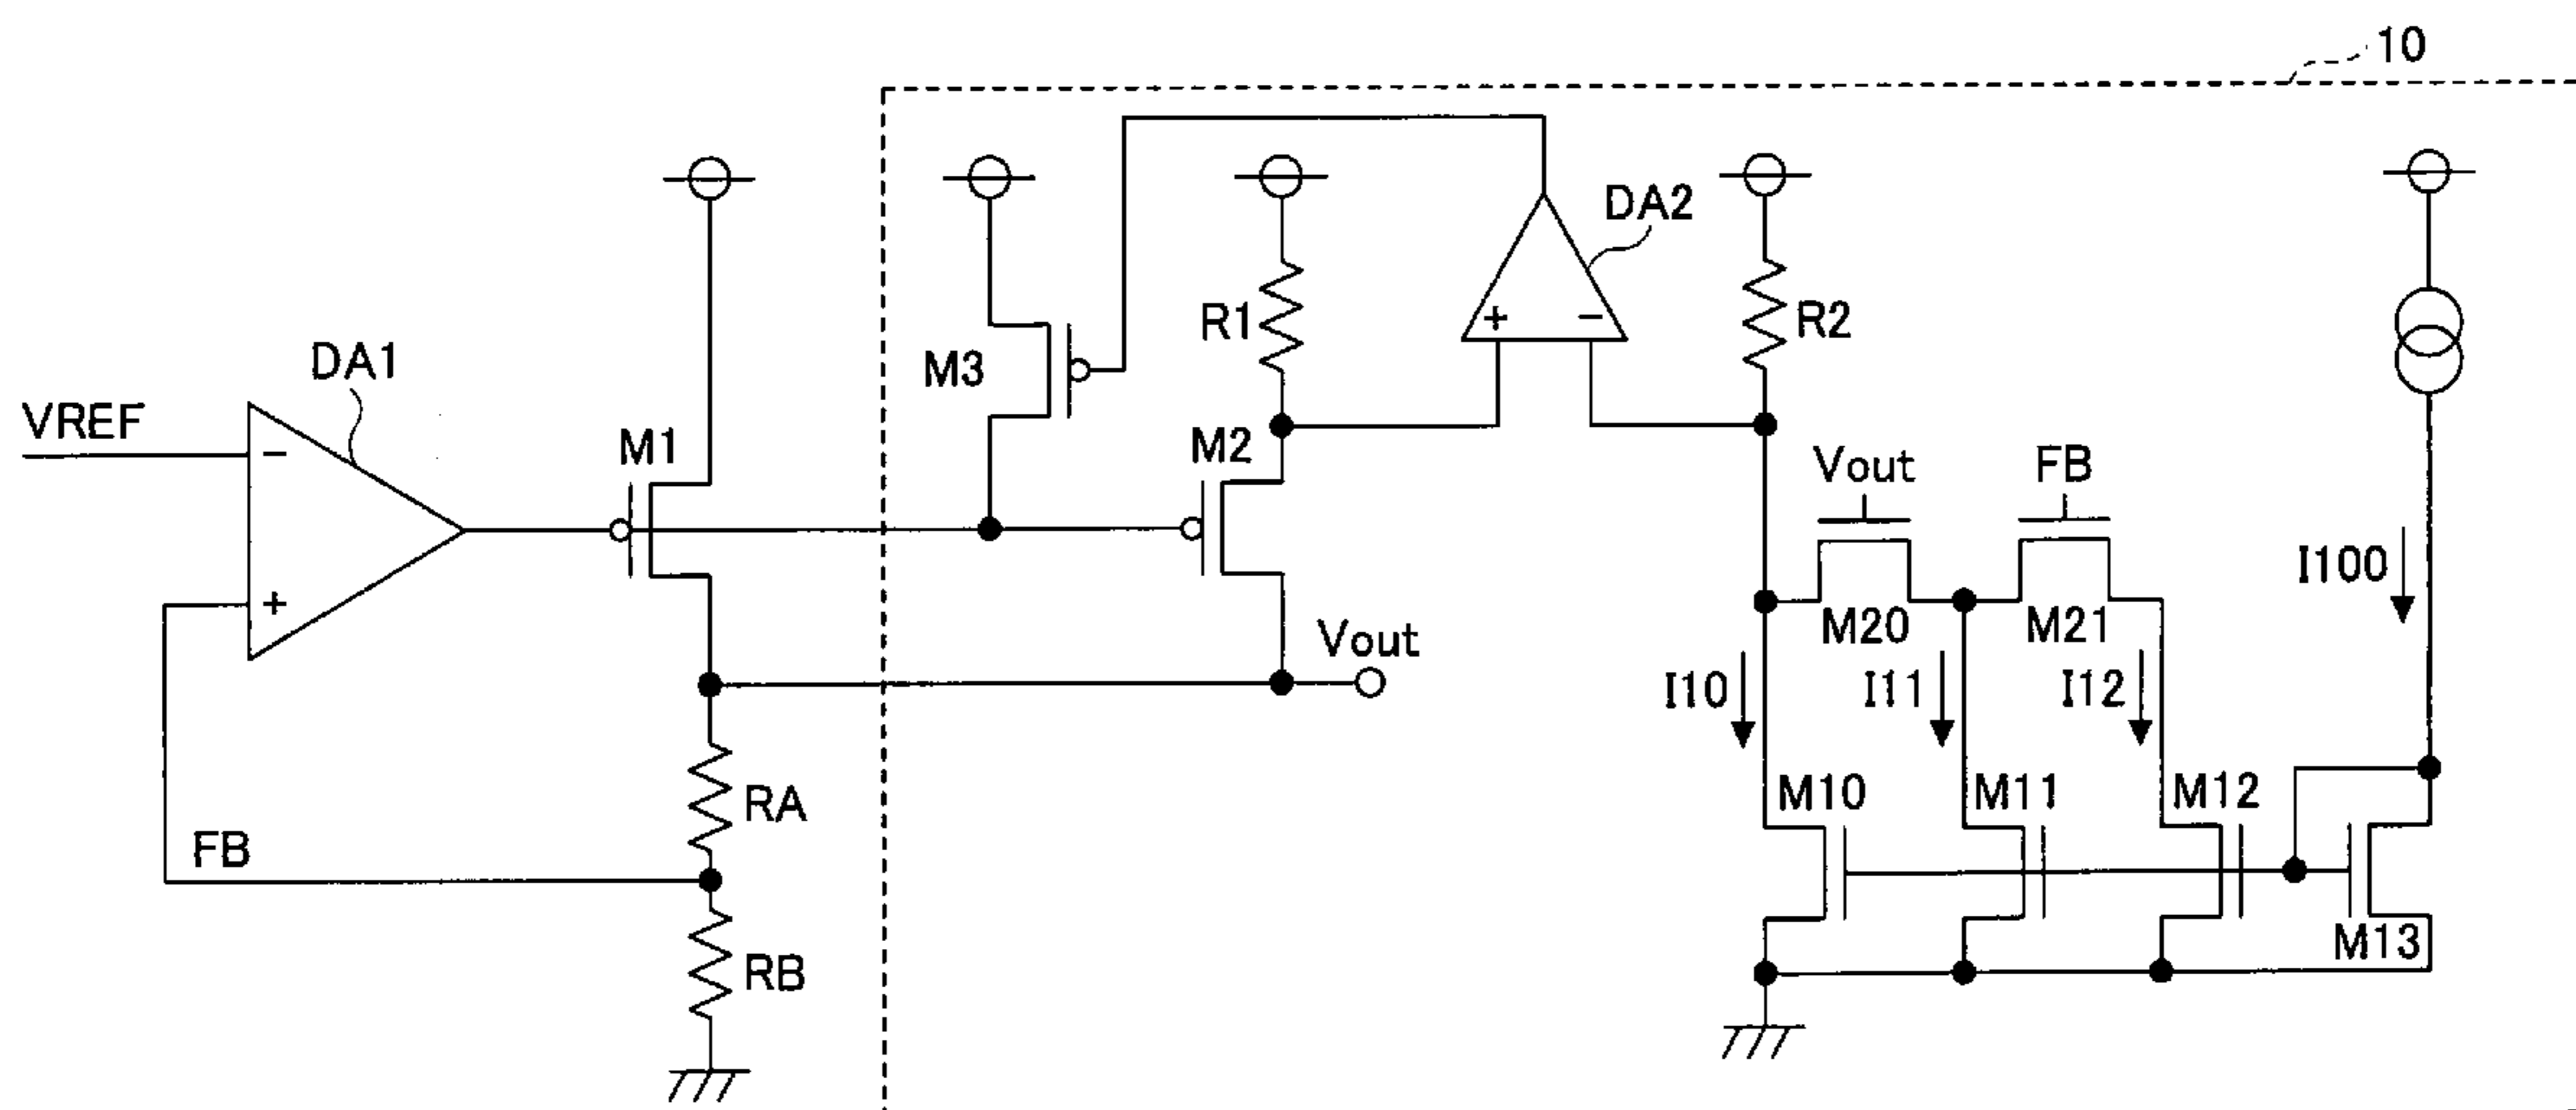 10
DA2
R1
R2
M3
DA1
VREF
−
+
M1
M2
+
−
Vout
FB
I100
M20
M21
Vout
I10
I11
I12
RA
FB
M10
M11
M12
M13
RB